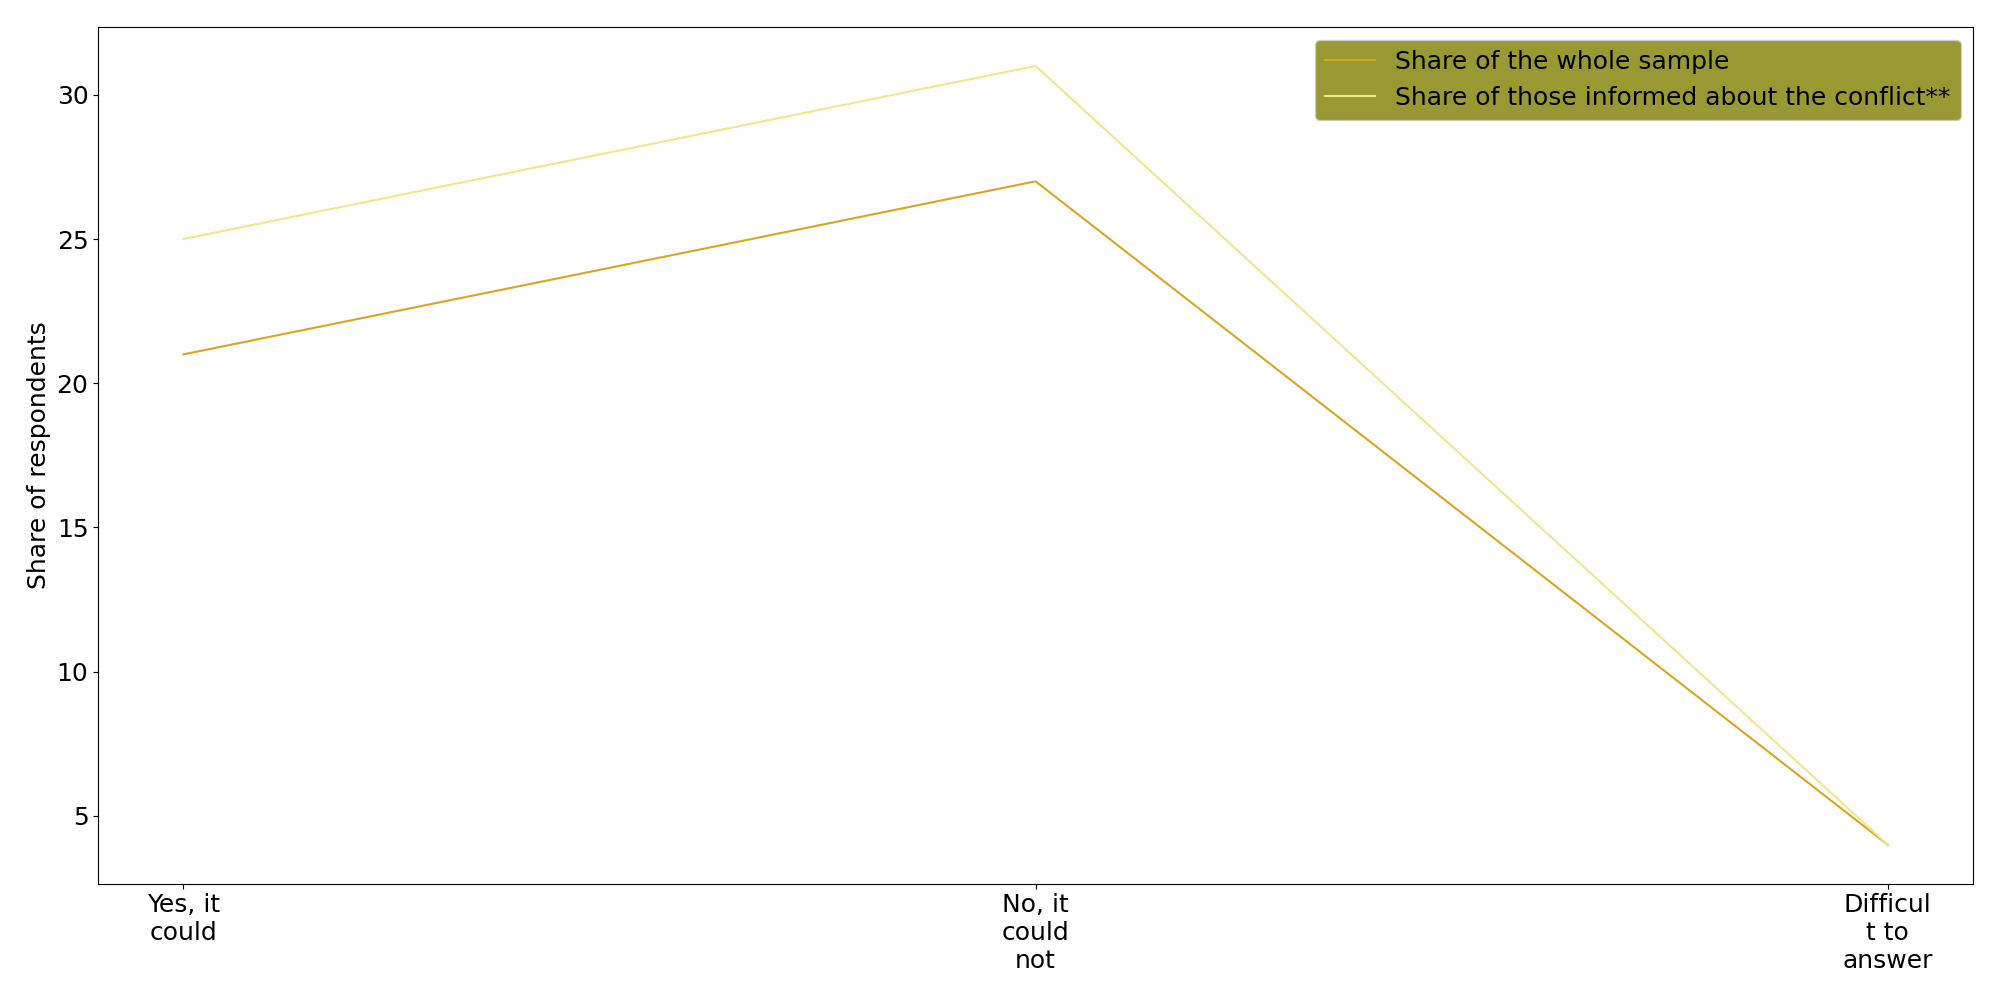 Share of the whole sample
Share of those informed about the conflict**
Share of respondents
30
25
20
15
10
5
Yes, it
could
No, it
could
not
Difficul
t to
answer